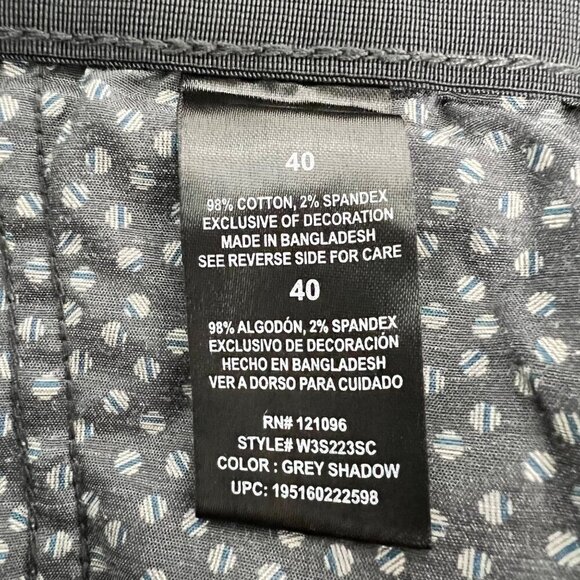 40
98% COTTON, 2% SPANDEX
EXCLUSIVE OF DECORATION
MADE IN BANGLADESH
SEE REVERSE SIDE FOR CARE
40
98% ALGODÓN, 2% SPANDEX
EXCLUSIVO DE DECORACIÓN
HECHO EN BANGLADESH
VER A DORSO PARA CUIDADO
RN# 121096
STYLE# W3S223SC
COLOR : GREY SHADOW
UPC: 195160222598